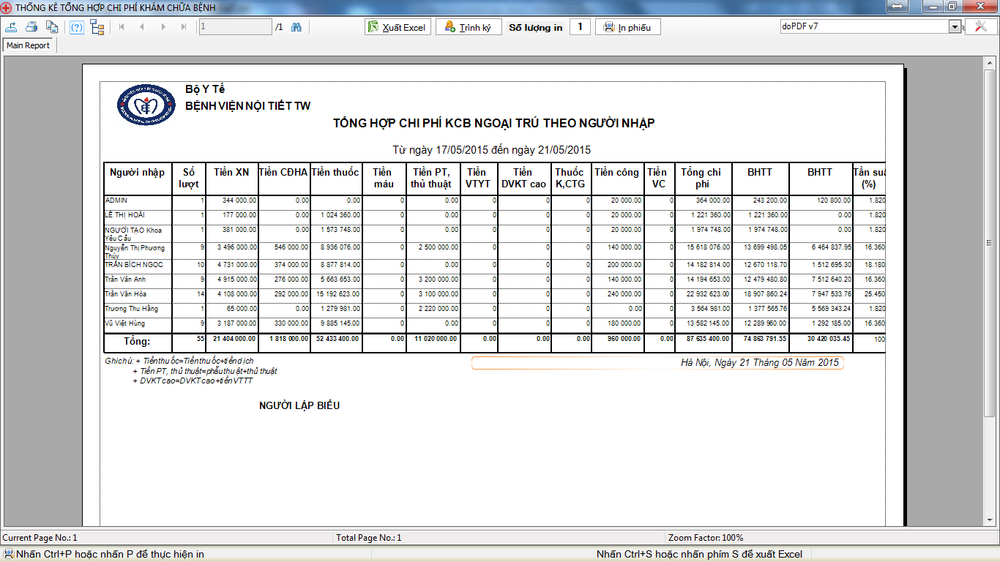 THỐNG KÊ TỔNG HỢP CHI PHÍ KHÁM CHỮA BỆNH
1 /1 Xuất Excel Trình ký Số lượng in 1 In phiếu doPDF v7
Main Report
Bộ Y Tế
BỆNH VIỆN NỘI TIẾT TW
TỔNG HỢP CHI PHÍ KCB NGOẠI TRÚ THEO NGƯỜI NHẬP
Từ ngày 17/05/2015 đến ngày 21/05/2015
Người nhập Số lượt Tiền XN Tiền CĐHA Tiền thuốc Tiền máu Tiền PT, thủ thuật Tiền VTYT Tiền DVKT cao Thuốc K,CTG Tiền công Tiền VC Tổng chi phí BHTT BHTT Tần suấ (%)
ADMIN 1 344 000.00 0.00 0.00 0 0.00 0 0 0 20 000.00 0 364 000.00 243 200.00 120 800.00 1.820
LÊ THỊ HOÀI 1 177 000.00 0.00 1 024 360.00 0 0.00 0 0 0 20 000.00 0 1 221 360.00 1 221 360.00 0.00 1.820
NGƯỜI TẠO Khoa Yêu Cầu 1 381 000.00 0.00 1 573 748.00 0 0.00 0 0 0 20 000.00 0 1 974 748.00 1 974 748.00 0.00 1.820
Nguyễn Thị Phương Thúy 9 3 496 000.00 546 000.00 8 936 076.00 0 2 500 000.00 0 0 0 140 000.00 0 15 618 076.00 13 699 498.05 6 464 837.95 16.360
TRẦN BÍCH NGỌC 10 4 731 000.00 374 000.00 8 877 814.00 0 0.00 0 0 0 200 000.00 0 14 182 814.00 12 670 118.70 1 512 695.30 18.180
Trần Vân Anh 9 4 915 000.00 276 000.00 5 663 653.00 0 3 200 000.00 0 0 0 140 000.00 0 14 194 653.00 12 479 480.80 7 512 640.20 16.360
Trần Văn Hòa 14 4 108 000.00 292 000.00 15 192 623.00 0 3 100 000.00 0 0 0 240 000.00 0 22 932 623.00 18 907 860.24 7 947 533.76 25.450
Trương Thu Hằng 1 65 000.00 0.00 1 279 981.00 0 2 220 000.00 0 0 0 0.00 0 3 564 981.00 1 377 565.76 5 569 343.24 1.820
Vũ Việt Hùng 9 3 187 000.00 330 000.00 9 885 145.00 0 0.00 0 0 0 180 000.00 0 13 582 145.00 12 289 960.00 1 292 185.00 16.360
Tổng: 55 21 404 000.00 1 818 000.00 52 433 400.00 0.00 11 020 000.00 0.00 0.00 0.00 960 000.00 0.00 87 635 400.00 74 863 791.55 30 420 035.45 100
Ghi chú: + Tiền thuốc=Tiền thuốc+tiền dịch
+ Tiền PT, thủ thuật=phẫu thuật+thủ thuật
+ DVKT cao=DVKT cao+tiền VTTT
Hà Nội, Ngày 21 Tháng 05 Năm 2015
NGƯỜI LẬP BIỂU
Current Page No.: 1 Total Page No.: 1 Zoom Factor: 100%
Nhấn Ctrl+P hoặc nhấn P để thực hiện in Nhấn Ctrl+S hoặc nhấn phím S để xuất Excel